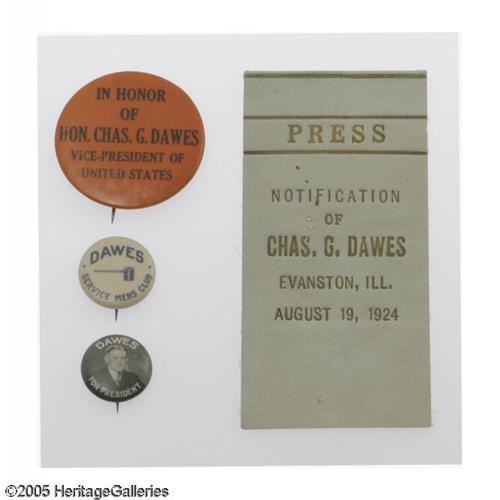 IN HONOR
OF
HON. CHAS. G. DAWES
VICE-PRESIDENT OF
UNITED STATES
DAWES
SERVICE MENS CLUB
DAWES
FOR PRESIDENT
PRESS
NOTIFICATION
OF
CHAS. G. DAWES
EVANSTON, ILL.
AUGUST 19, 1924
©2005 HeritageGalleries